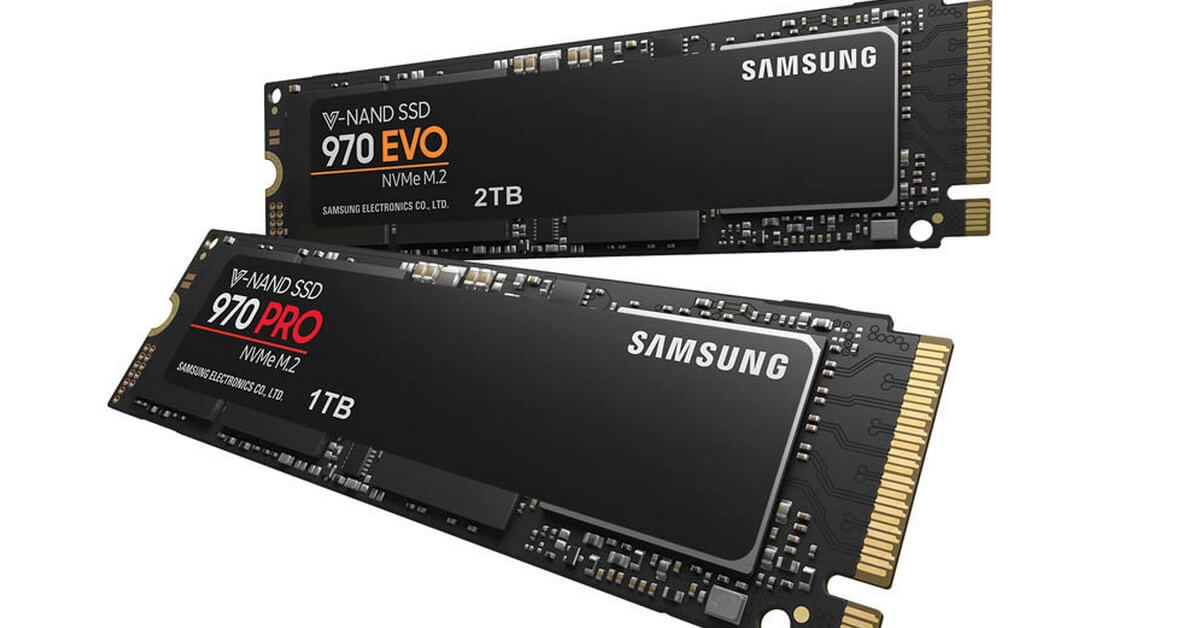 V-NAND SSD
970 EVO
NVMe M.2
SAMSUNG ELECTRONICS CO., LTD.
2TB
SAMSUNG
V-NAND SSD
970 PRO
NVMe M.2
SAMSUNG ELECTRONICS CO., LTD.
1TB
SAMSUNG